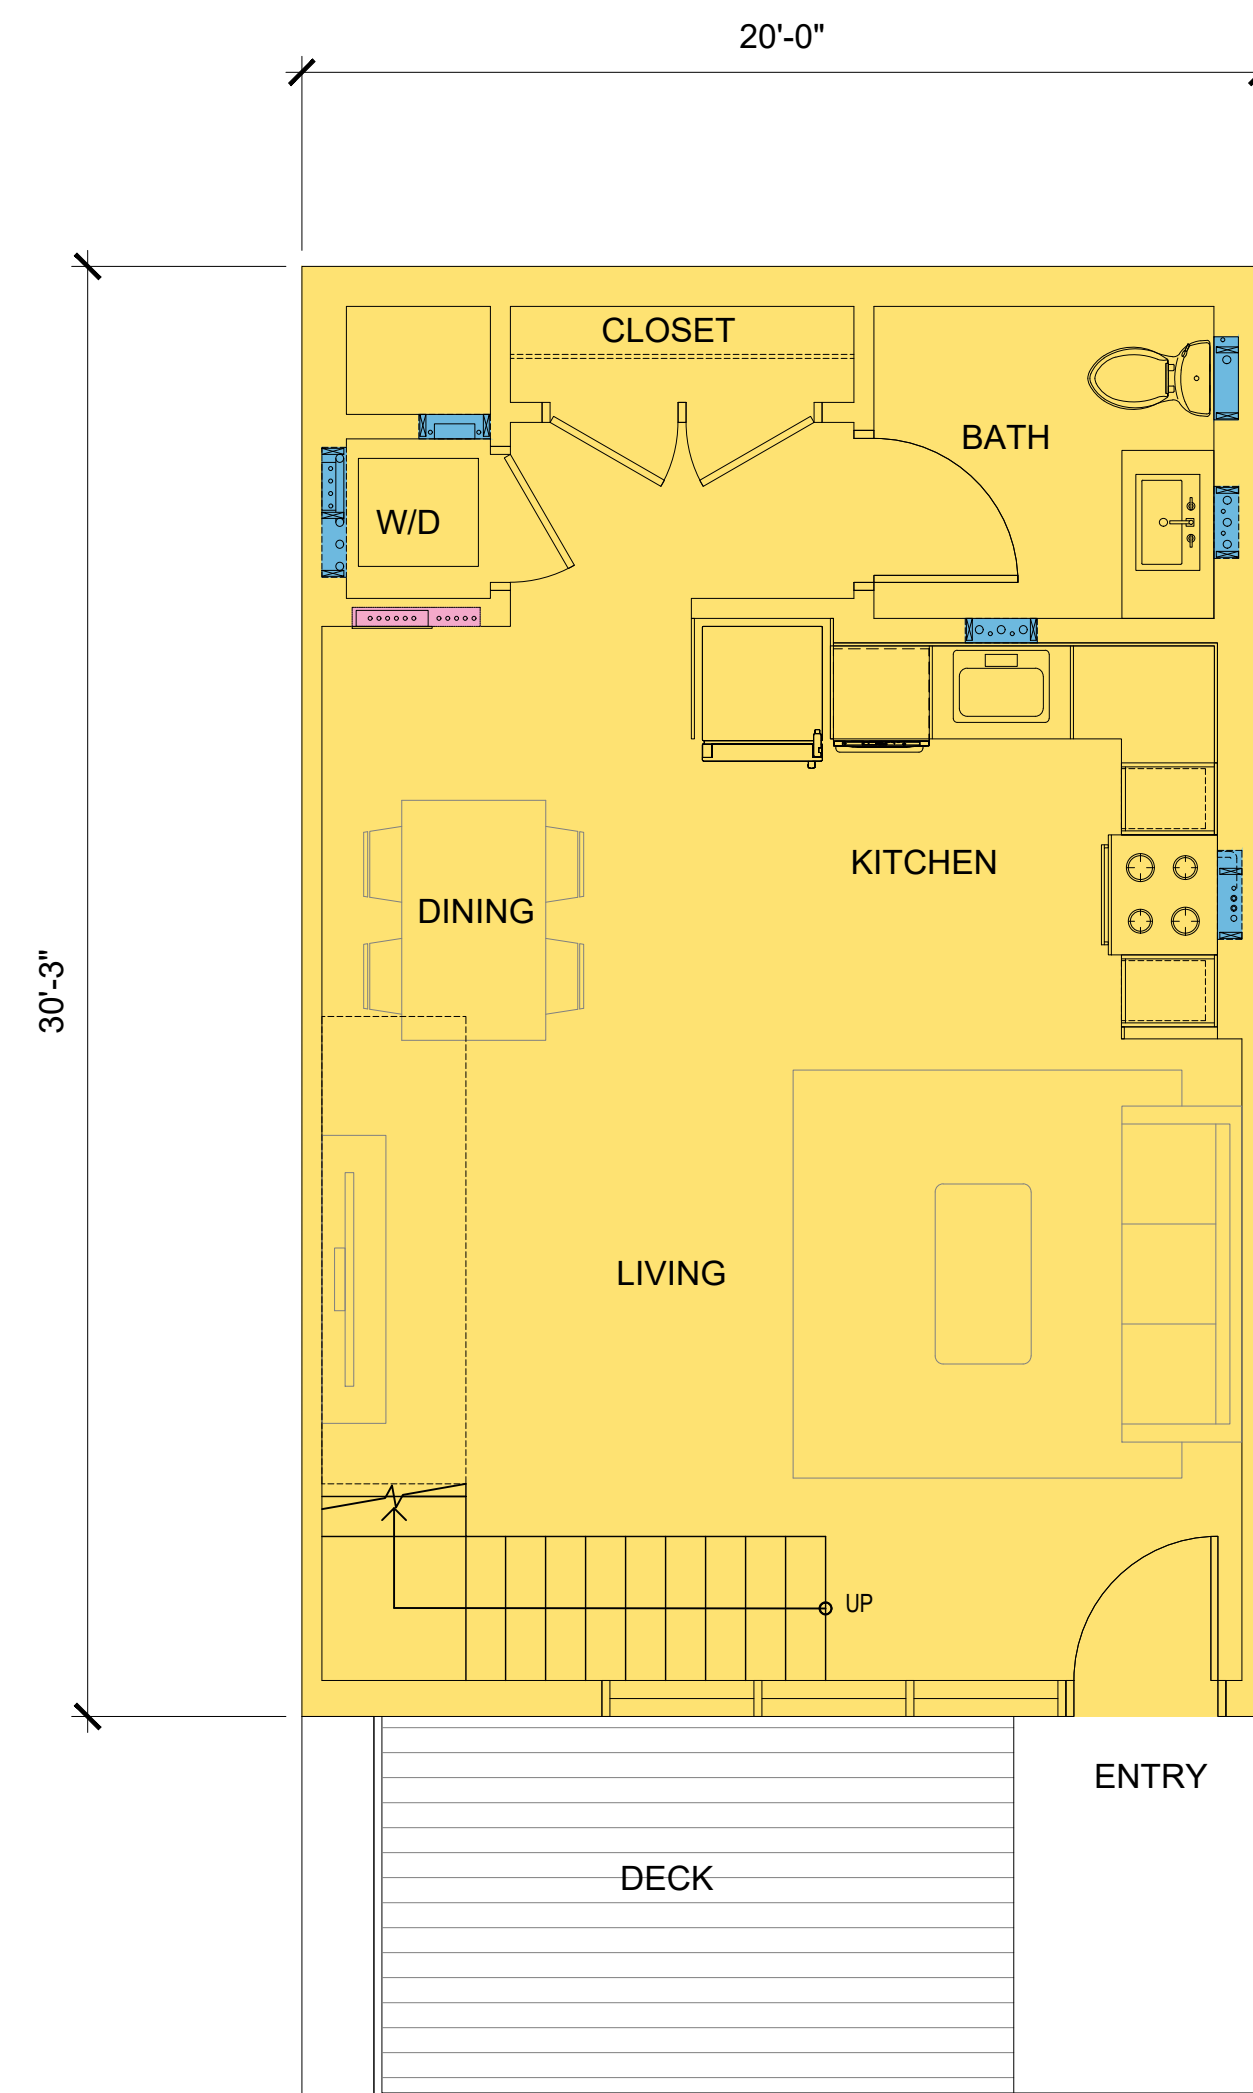 20'-0"
CLOSET
BATH
W/D
KITCHEN
DINING
30'-3"
LIVING
UP
ENTRY
DECK